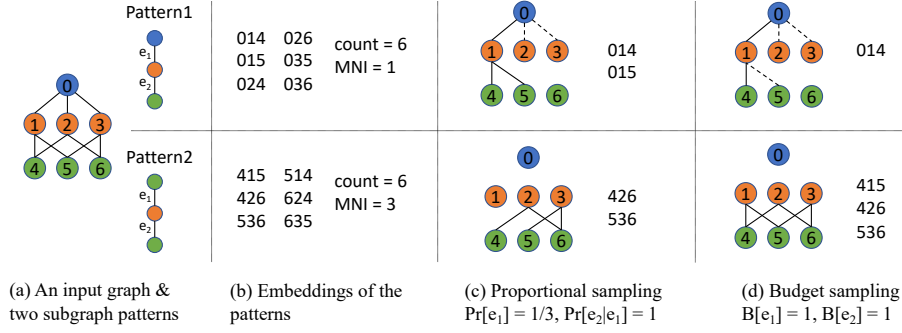 Pattern1
e1
e2
0
1 2 3
4 5 6
Pattern2
e1
e2
014 026
015 035
024 036
count = 6
MNI = 1
415 514
426 624
536 635
count = 6
MNI = 3
0
1 2 3
4 5 6
014
015
0
1 2 3
4 5 6
426
536
0
1 2 3
4 5 6
014
0
1 2 3
4 5 6
415
426
536
(a) An input graph &
two subgraph patterns
(b) Embeddings of the
patterns
(c) Proportional sampling
Pr[e1] = 1/3, Pr[e2|e1] = 1
(d) Budget sampling
B[e1] = 1, B[e2] = 1